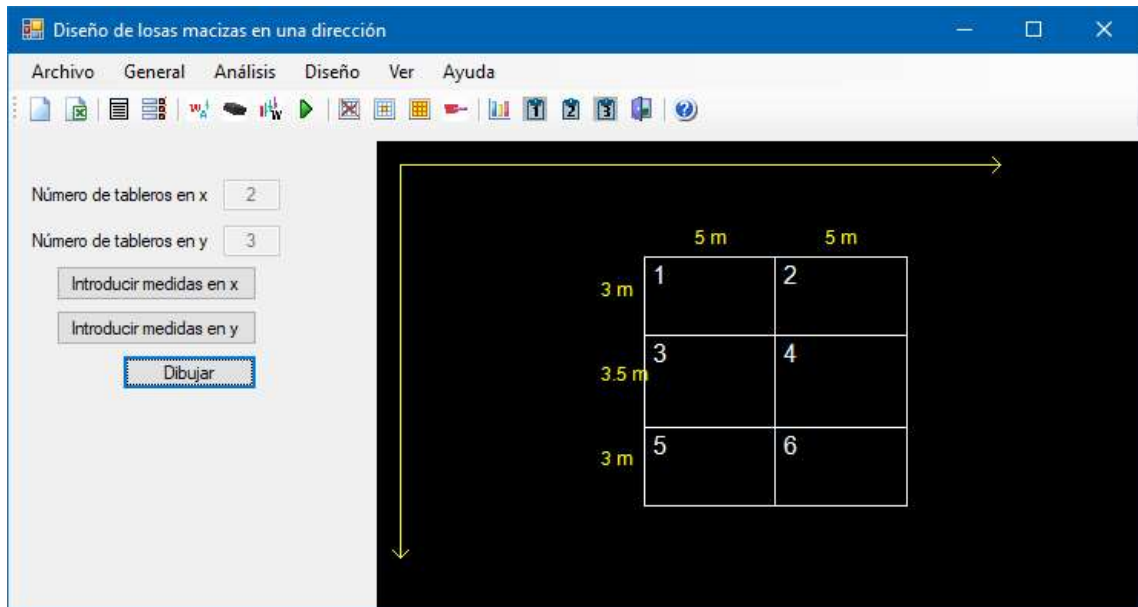 Diseño de losas macizas en una dirección
Archivo General Análisis Diseño Ver Ayuda
Número de tableros en x 2
Número de tableros en y 3
Introducir medidas en x
Introducir medidas en y
Dibujar
5 m 5 m
3 m 1 2
3.5 m 3 4
3 m 5 6